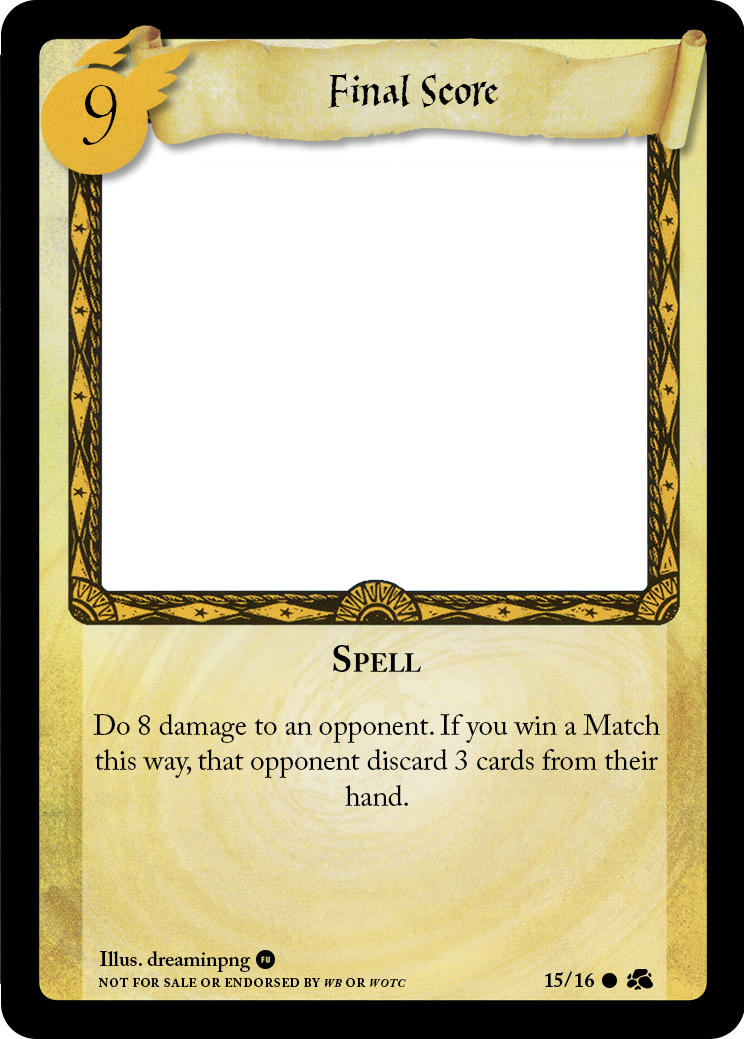 9
Final Score
Spell
Do 8 damage to an opponent. If you win a Match
this way, that opponent discard 3 cards from their
hand.
Illus. dreaminpng FU
NOT FOR SALE OR ENDORSED BY WB OR WOTC
15/16